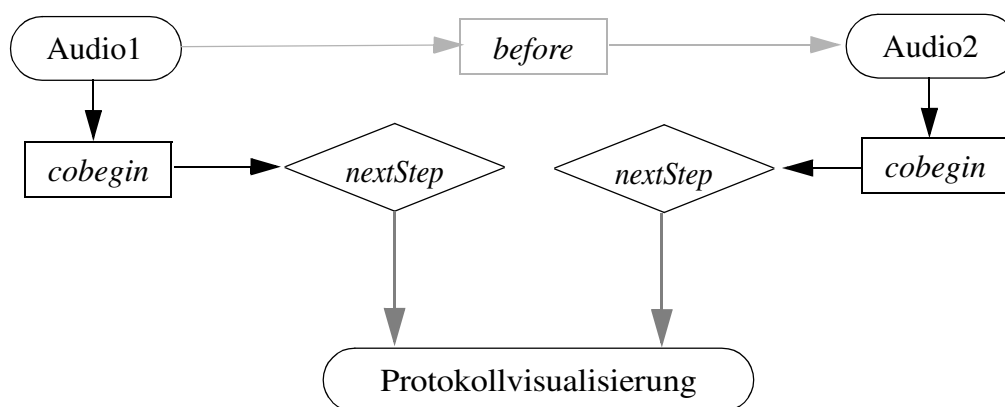 Audio1
before
Audio2
cobegin
nextStep
nextStep
cobegin
Protokollvisualisierung